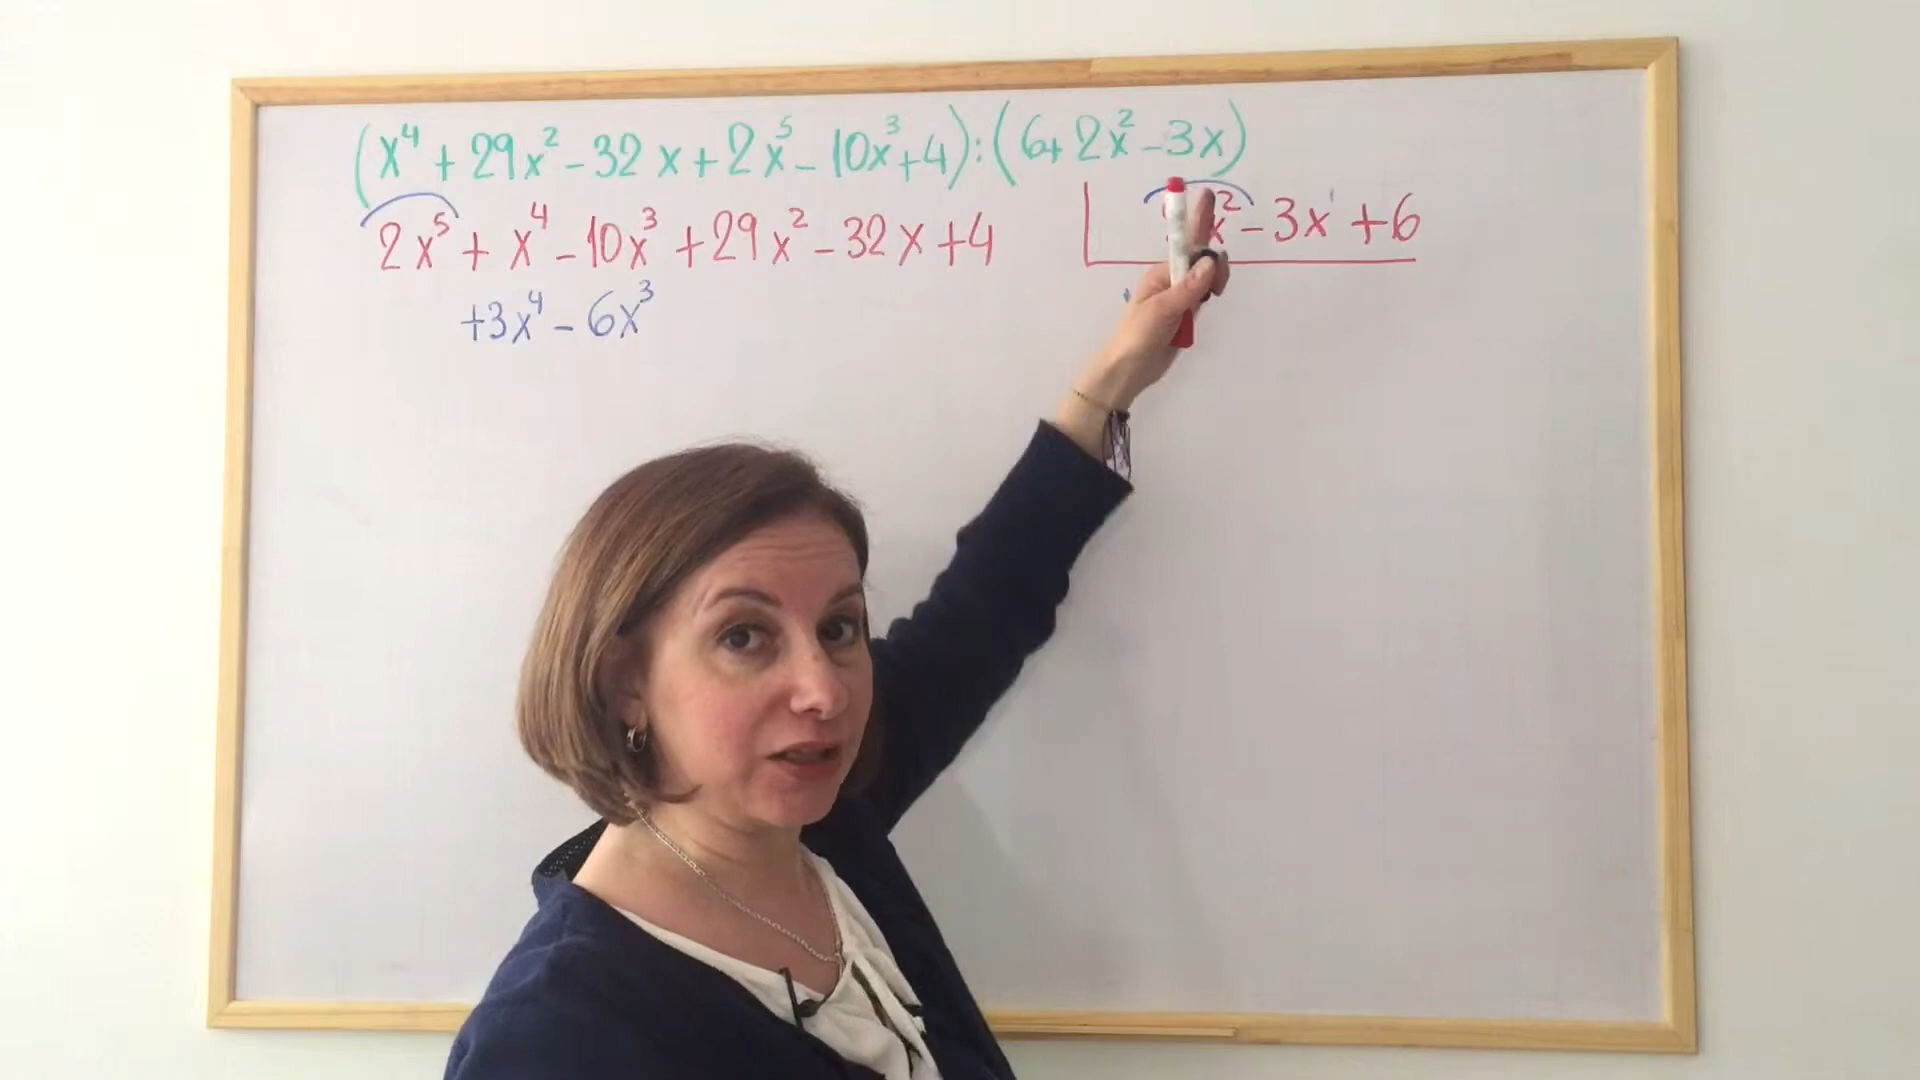 (x⁴ + 29x² - 32x + 2x⁵ - 10x³ + 4) : (6 + 2x² - 3x)
2x⁵ + x⁴ - 10x³ + 29x² - 32x + 4 x² - 3x + 6
+3x⁴ - 6x³